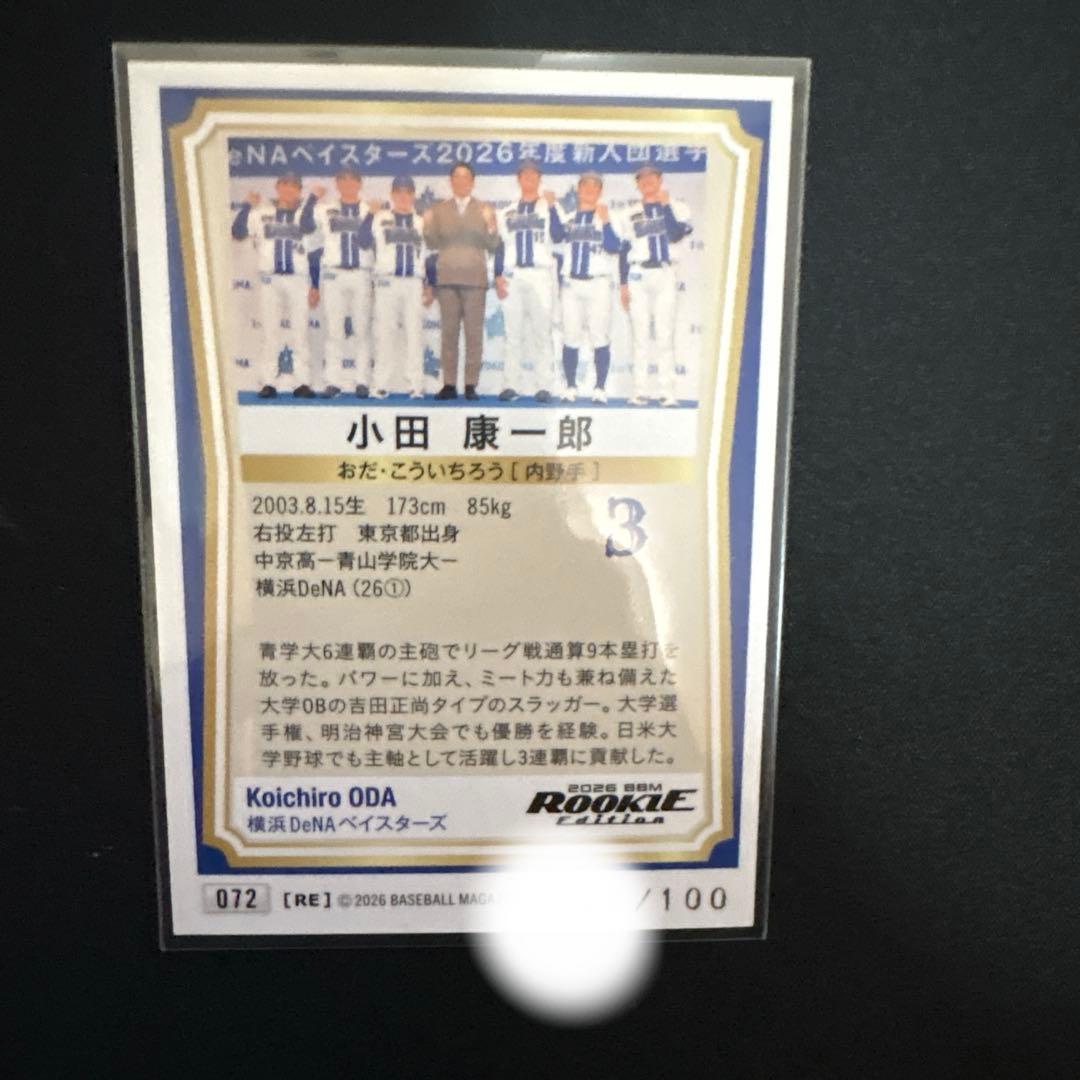 eNAベイスターズ2026年度新入団選手
小田 康一郎
おだ・こういちろう[内野手]
2003.8.15生 173cm 85kg
3
右投左打 東京都出身
中京高ー青山学院大ー
横浜DeNA(26①)
青学大6連覇の主砲でリーグ戦通算9本塁打を
放った。パワーに加え、ミート力も兼ね備えた
大学OBの吉田正尚タイプのスラッガー。大学選
手権、明治神宮大会でも優勝を経験。日米大
学野球でも主軸として活躍し3連覇に貢献した。
Koichiro ODA
横浜DeNAベイスターズ
2026 BBM
ROOKIE
Edition
072 [RE] ©2026 BASEBALL MAGA /100